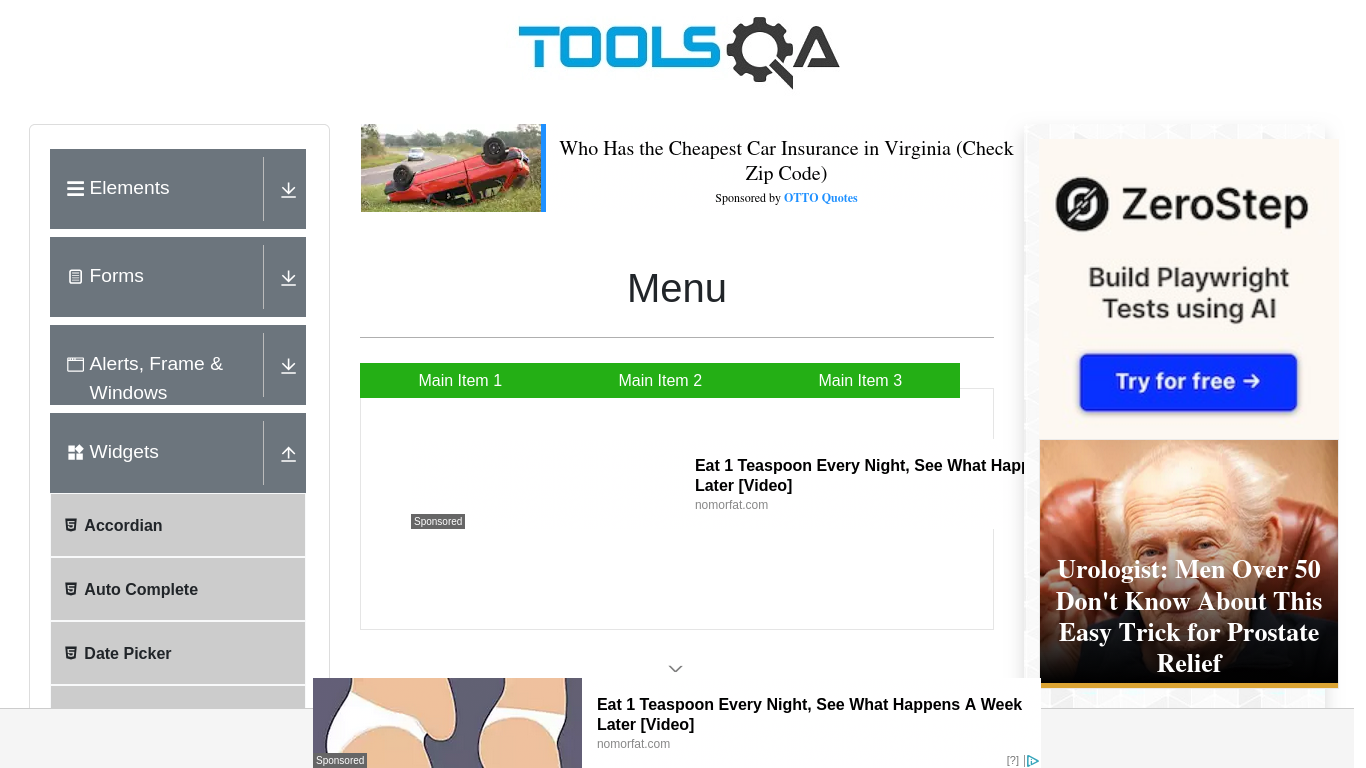 TOOLSQA
Elements
Forms
Alerts, Frame &
Windows
Widgets
Accordian
Auto Complete
Date Picker
Who Has the Cheapest Car Insurance in Virginia (Check
Zip Code)
Sponsored by OTTO Quotes
Menu
Main Item 1
Main Item 2
Main Item 3
Eat 1 Teaspoon Every Night, See What Happ
Later [Video]
nomorfat.com
Sponsored
ZeroStep
Build Playwright
Tests using AI
Try for free →
Urologist: Men Over 50
Don't Know About This
Easy Trick for Prostate
Relief
Eat 1 Teaspoon Every Night, See What Happens A Week
Later [Video]
nomorfat.com
Sponsored
[?]